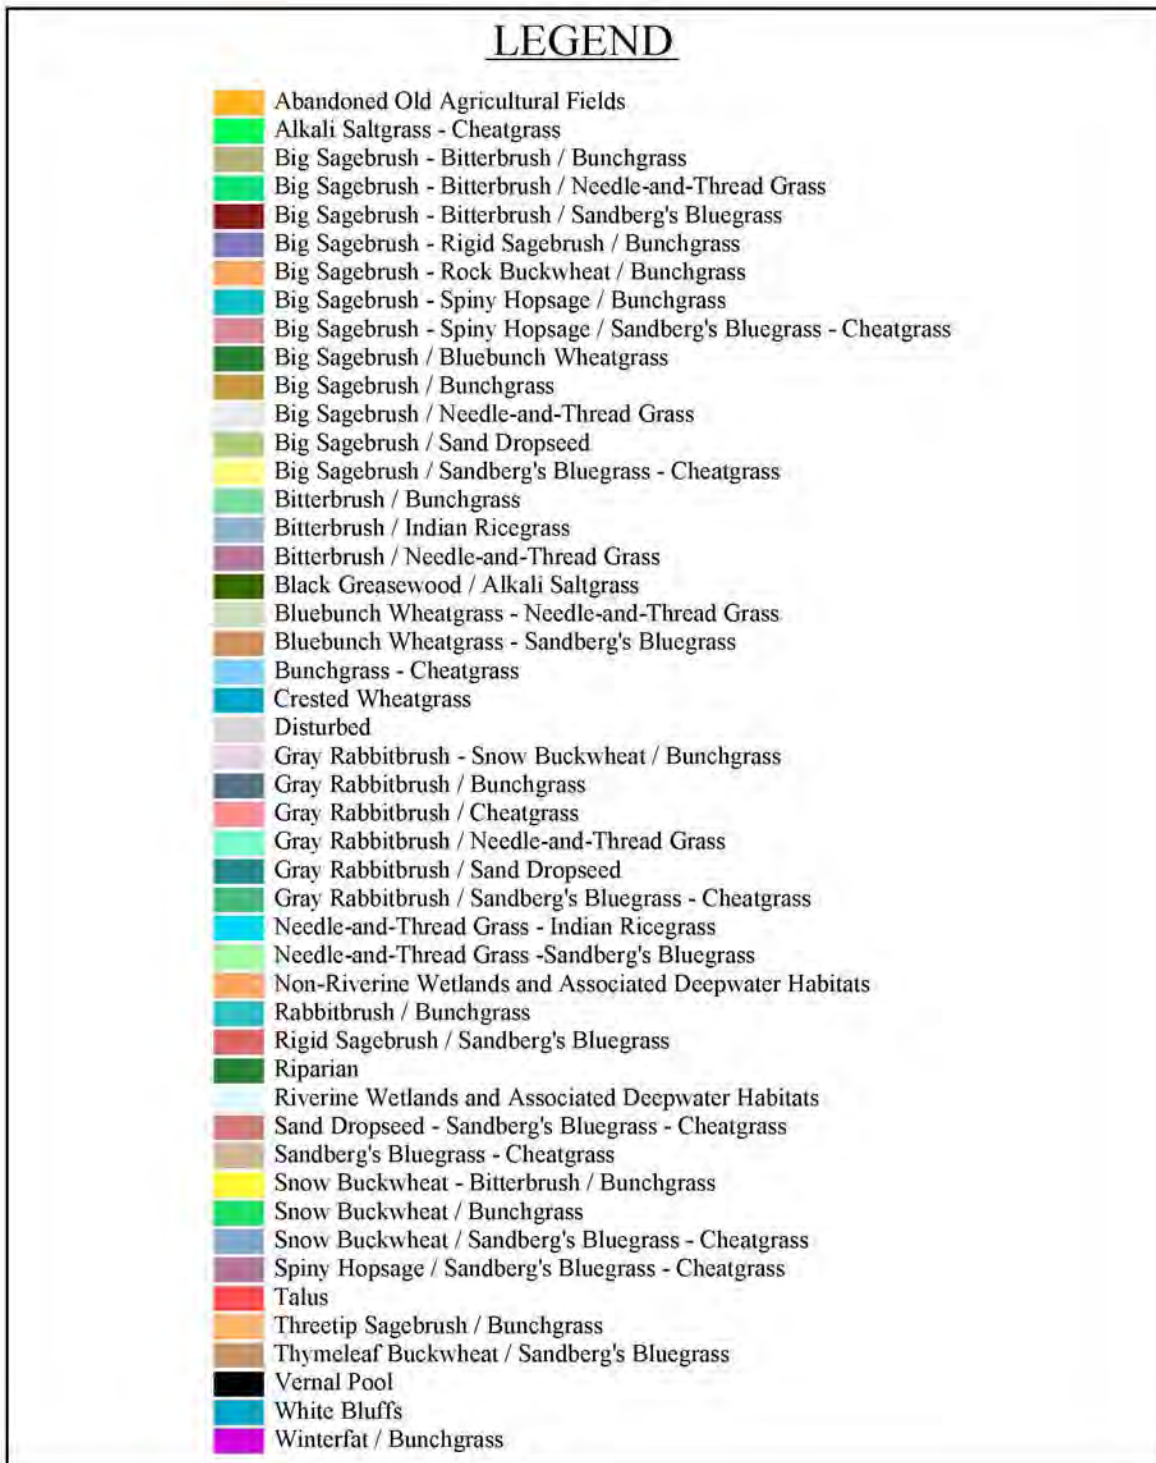 LEGEND
Abandoned Old Agricultural Fields
Alkali Saltgrass - Cheatgrass
Big Sagebrush - Bitterbrush / Bunchgrass
Big Sagebrush - Bitterbrush / Needle-and-Thread Grass
Big Sagebrush - Bitterbrush / Sandberg's Bluegrass
Big Sagebrush - Rigid Sagebrush / Bunchgrass
Big Sagebrush - Rock Buckwheat / Bunchgrass
Big Sagebrush - Spiny Hopsage / Bunchgrass
Big Sagebrush - Spiny Hopsage / Sandberg's Bluegrass - Cheatgrass
Big Sagebrush / Bluebunch Wheatgrass
Big Sagebrush / Bunchgrass
Big Sagebrush / Needle-and-Thread Grass
Big Sagebrush / Sand Dropseed
Big Sagebrush / Sandberg's Bluegrass - Cheatgrass
Bitterbrush / Bunchgrass
Bitterbrush / Indian Ricegrass
Bitterbrush / Needle-and-Thread Grass
Black Greasewood / Alkali Saltgrass
Bluebunch Wheatgrass - Needle-and-Thread Grass
Bluebunch Wheatgrass - Sandberg's Bluegrass
Bunchgrass - Cheatgrass
Crested Wheatgrass
Disturbed
Gray Rabbitbrush - Snow Buckwheat / Bunchgrass
Gray Rabbitbrush / Bunchgrass
Gray Rabbitbrush / Cheatgrass
Gray Rabbitbrush / Needle-and-Thread Grass
Gray Rabbitbrush / Sand Dropseed
Gray Rabbitbrush / Sandberg's Bluegrass - Cheatgrass
Needle-and-Thread Grass - Indian Ricegrass
Needle-and-Thread Grass -Sandberg's Bluegrass
Non-Riverine Wetlands and Associated Deepwater Habitats
Rabbitbrush / Bunchgrass
Rigid Sagebrush / Sandberg's Bluegrass
Riparian
Riverine Wetlands and Associated Deepwater Habitats
Sand Dropseed - Sandberg's Bluegrass - Cheatgrass
Sandberg's Bluegrass - Cheatgrass
Snow Buckwheat - Bitterbrush / Bunchgrass
Snow Buckwheat / Bunchgrass
Snow Buckwheat / Sandberg's Bluegrass - Cheatgrass
Spiny Hopsage / Sandberg's Bluegrass - Cheatgrass
Talus
Threetip Sagebrush / Bunchgrass
Thymeleaf Buckwheat / Sandberg's Bluegrass
Vernal Pool
White Bluffs
Winterfat / Bunchgrass